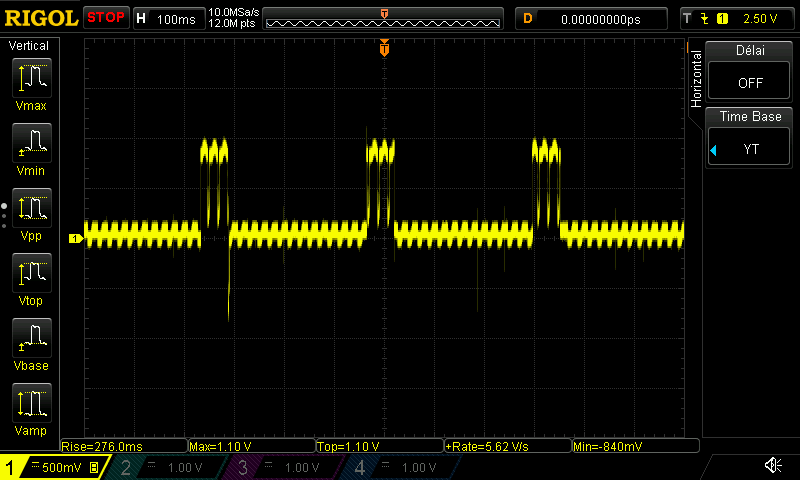 RIGOL STOP H 100ms 10.0MSa/s 12.0M pts T D 0.00000000ps T 1 2.50 V
Vertical
Vmax
Vmin
Vpp
Vtop
Vbase
Vamp
T
1
Horizontal
Délai
OFF
Time Base
YT
Rise=276.0ms Max=1.10 V Top=1.10 V +Rate=5.62 V/s Min=-840mV
1 500mV B 2 1.00 V 3 1.00 V 4 1.00 V